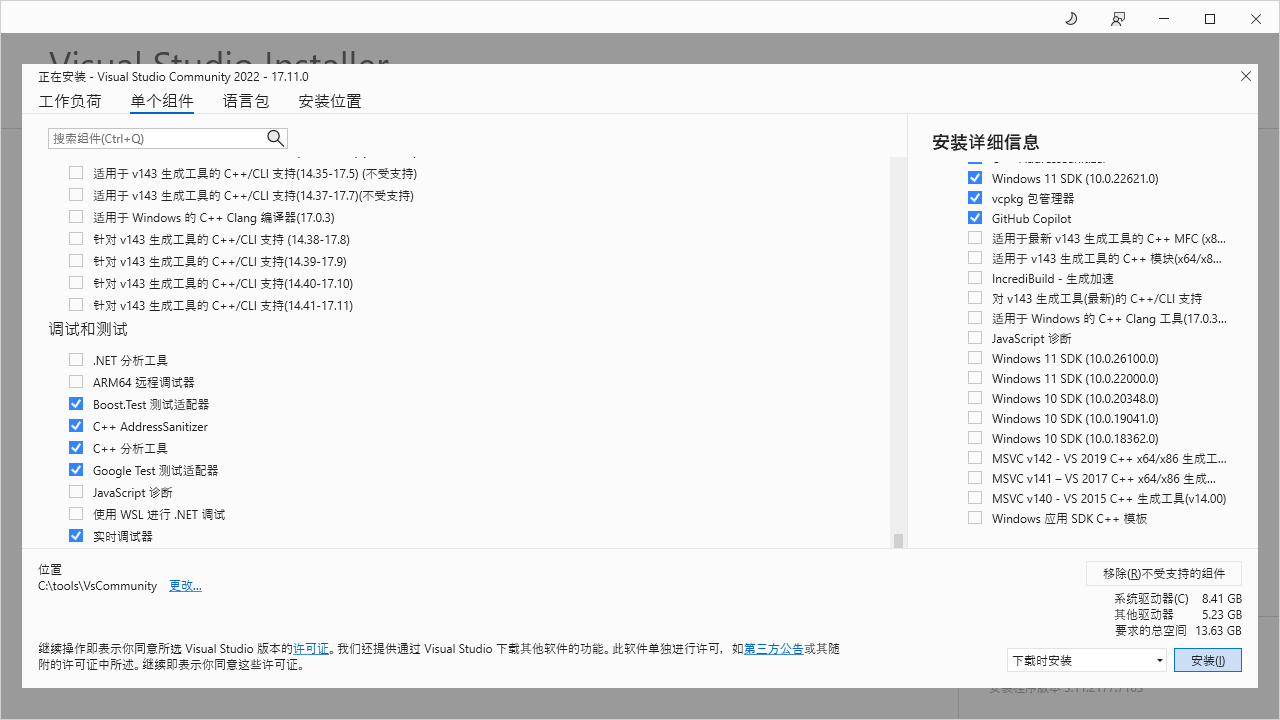 Visual Studio Installer
正在安装 - Visual Studio Community 2022 - 17.11.0
工作负荷 单个组件 语言包 安装位置
搜索组件(Ctrl+Q)
适用于 v143 生成工具的 C++/CLI 支持(14.35-17.5) (不受支持)
适用于 v143 生成工具的 C++/CLI 支持(14.37-17.7)(不受支持)
适用于 Windows 的 C++ Clang 编译器(17.0.3)
针对 v143 生成工具的 C++/CLI 支持 (14.38-17.8)
针对 v143 生成工具的 C++/CLI 支持(14.39-17.9)
针对 v143 生成工具的 C++/CLI 支持(14.40-17.10)
针对 v143 生成工具的 C++/CLI 支持(14.41-17.11)
调试和测试
.NET 分析工具
ARM64 远程调试器
Boost.Test 测试适配器
C++ AddressSanitizer
C++ 分析工具
Google Test 测试适配器
JavaScript 诊断
使用 WSL 进行 .NET 调试
实时调试器
安装详细信息
C++ AddressSanitizer
Windows 11 SDK (10.0.22621.0)
vcpkg 包管理器
GitHub Copilot
适用于最新 v143 生成工具的 C++ MFC (x8...
适用于 v143 生成工具的 C++ 模块(x64/x8...
IncrediBuild - 生成加速
对 v143 生成工具(最新)的 C++/CLI 支持
适用于 Windows 的 C++ Clang 工具(17.0.3...
JavaScript 诊断
Windows 11 SDK (10.0.26100.0)
Windows 11 SDK (10.0.22000.0)
Windows 10 SDK (10.0.20348.0)
Windows 10 SDK (10.0.19041.0)
Windows 10 SDK (10.0.18362.0)
MSVC v142 - VS 2019 C++ x64/x86 生成工...
MSVC v141 – VS 2017 C++ x64/x86 生成...
MSVC v140 - VS 2015 C++ 生成工具(v14.00)
Windows 应用 SDK C++ 模板
位置
C:\tools\VsCommunity 更改...
移除(R)不受支持的组件
系统驱动器(C) 8.41 GB
其他驱动器 5.23 GB
要求的总空间 13.63 GB
继续操作即表示你同意所选 Visual Studio 版本的许可证。我们还提供通过 Visual Studio 下载其他软件的功能。此软件单独进行许可，如第三方公告或其随
附的许可证中所述。继续即表示你同意这些许可证。
下载时安装 安装(I)
安装程序版本 3.11.2177.7163